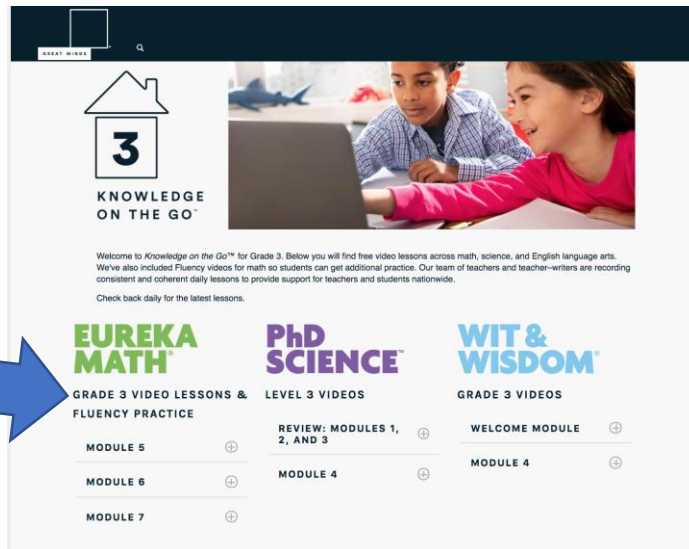 GREAT MINDS
3
KNOWLEDGE
ON THE GO™
Welcome to Knowledge on the Go™ for Grade 3. Below you will find free video lessons across math, science, and English language arts.
We've also included Fluency videos for math so students can get additional practice. Our team of teachers and teacher–writers are recording
consistent and coherent daily lessons to provide support for teachers and students nationwide.
Check back daily for the latest lessons.
EUREKA
MATH®
GRADE 3 VIDEO LESSONS &
FLUENCY PRACTICE
MODULE 5
MODULE 6
MODULE 7
PhD
SCIENCE™
LEVEL 3 VIDEOS
REVIEW: MODULES 1,
2, AND 3
MODULE 4
WIT &
WISDOM®
GRADE 3 VIDEOS
WELCOME MODULE
MODULE 4